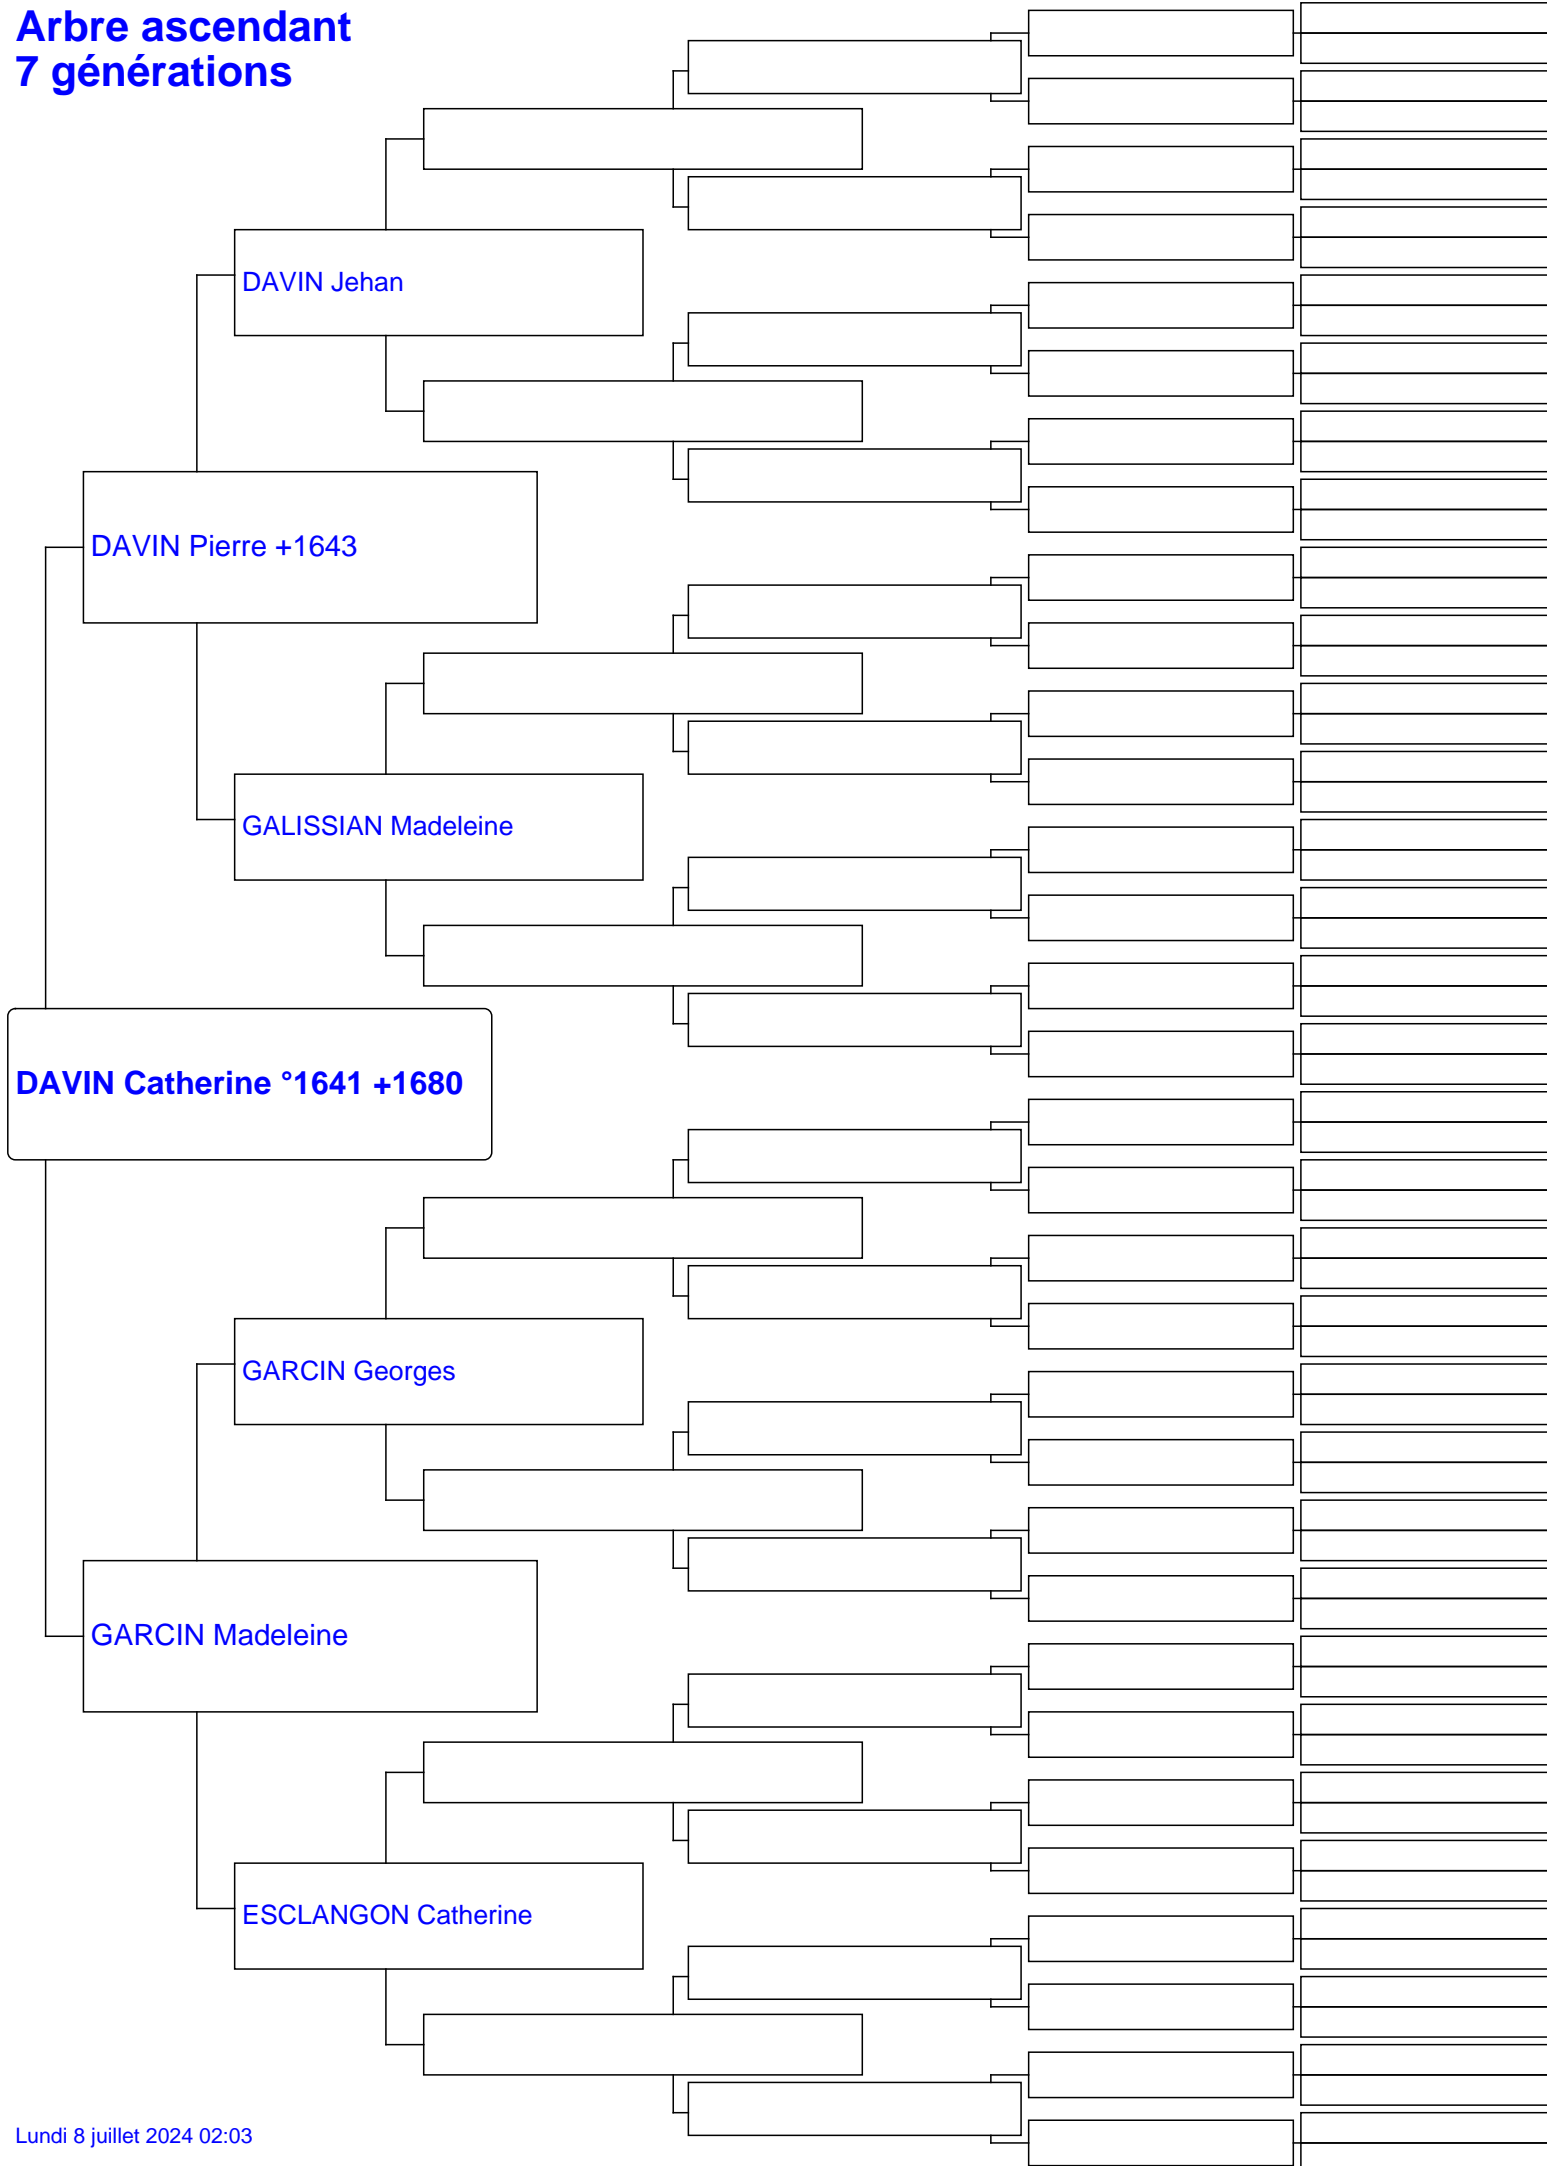 Arbre ascendant
7 générations
DAVIN Jehan
DAVIN Pierre +1643
GALISSIAN Madeleine
DAVIN Catherine °1641 +1680
GARCIN Georges
GARCIN Madeleine
ESCLANGON Catherine
Lundi 8 juillet 2024 02:03